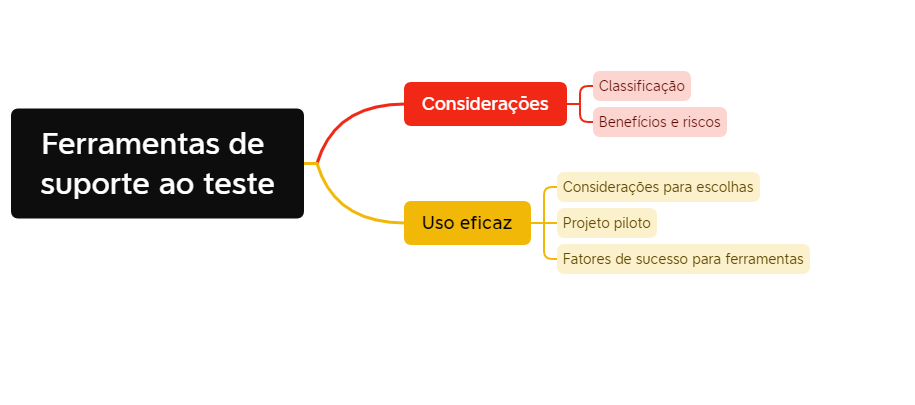 Ferramentas de
suporte ao teste
Considerações
Classificação
Benefícios e riscos
Uso eficaz
Considerações para escolhas
Projeto piloto
Fatores de sucesso para ferramentas